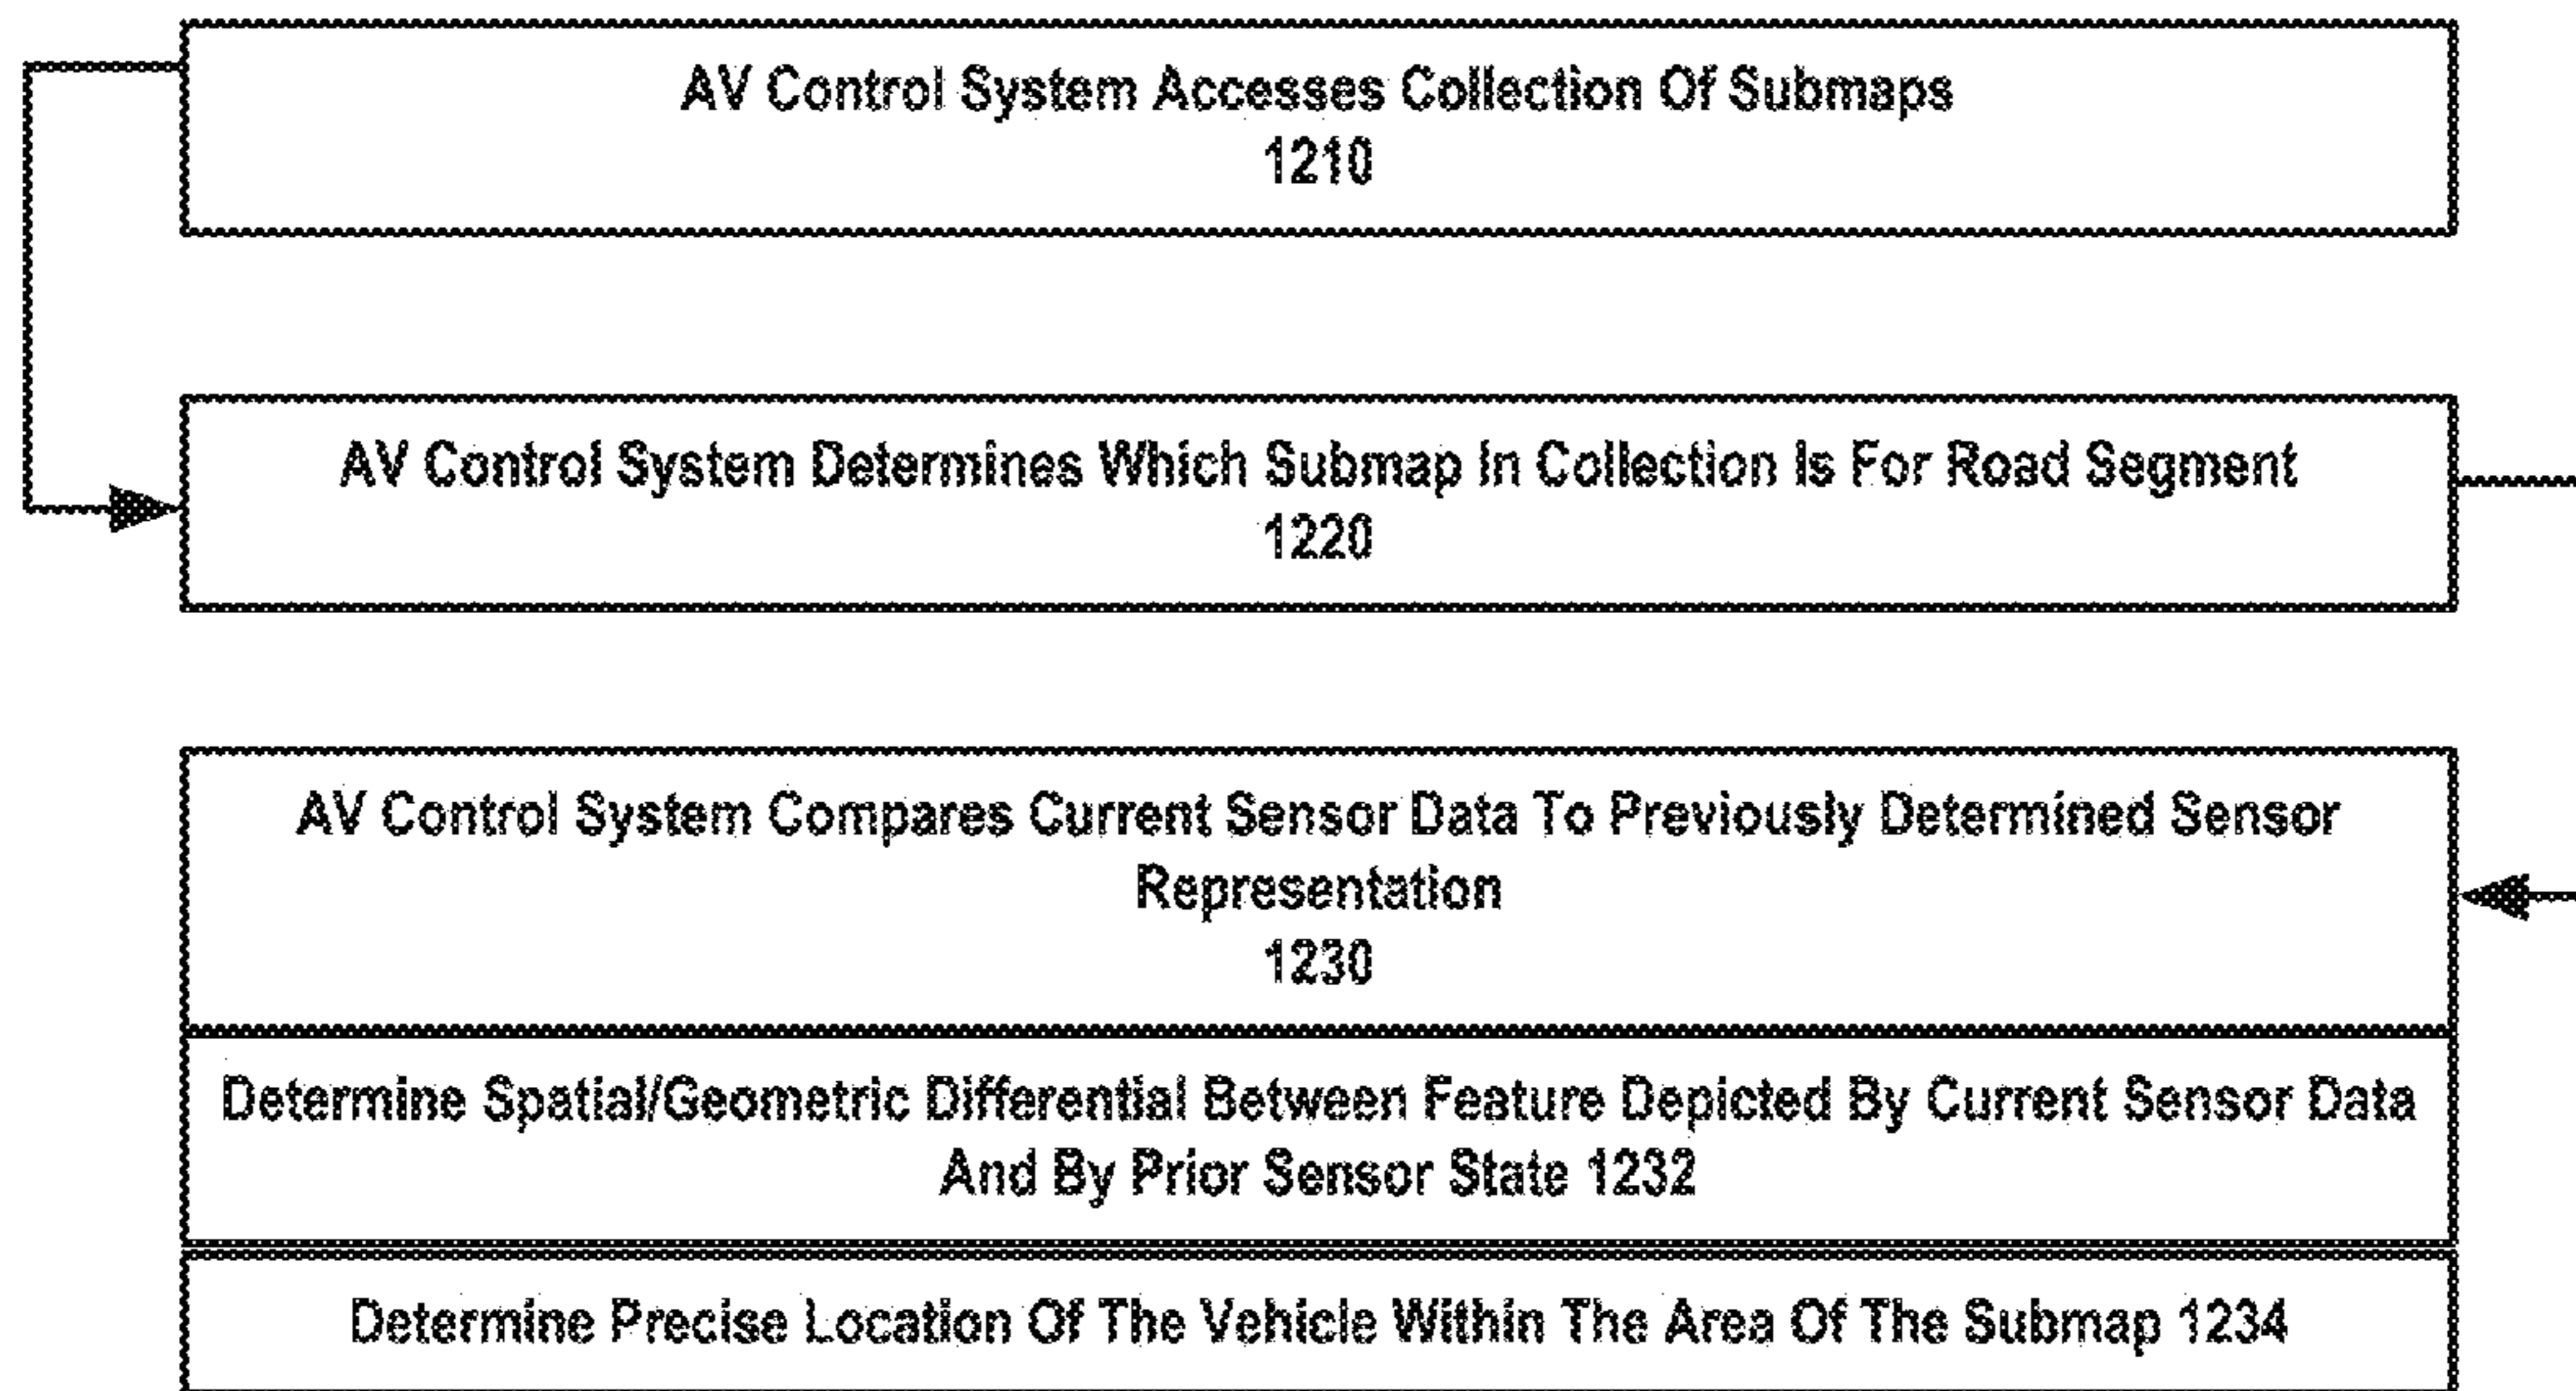 AV Control System Accesses Collection Of Submaps
1210
AV Control System Determines Which Submap In Collection Is For Road Segment
1220
AV Control System Compares Current Sensor Data To Previously Determined Sensor
Representation
1230
Determine Spatial/Geometric Differential Between Feature Depicted By Current Sensor Data
And By Prior Sensor State 1232
Determine Precise Location Of The Vehicle Within The Area Of The Submap 1234